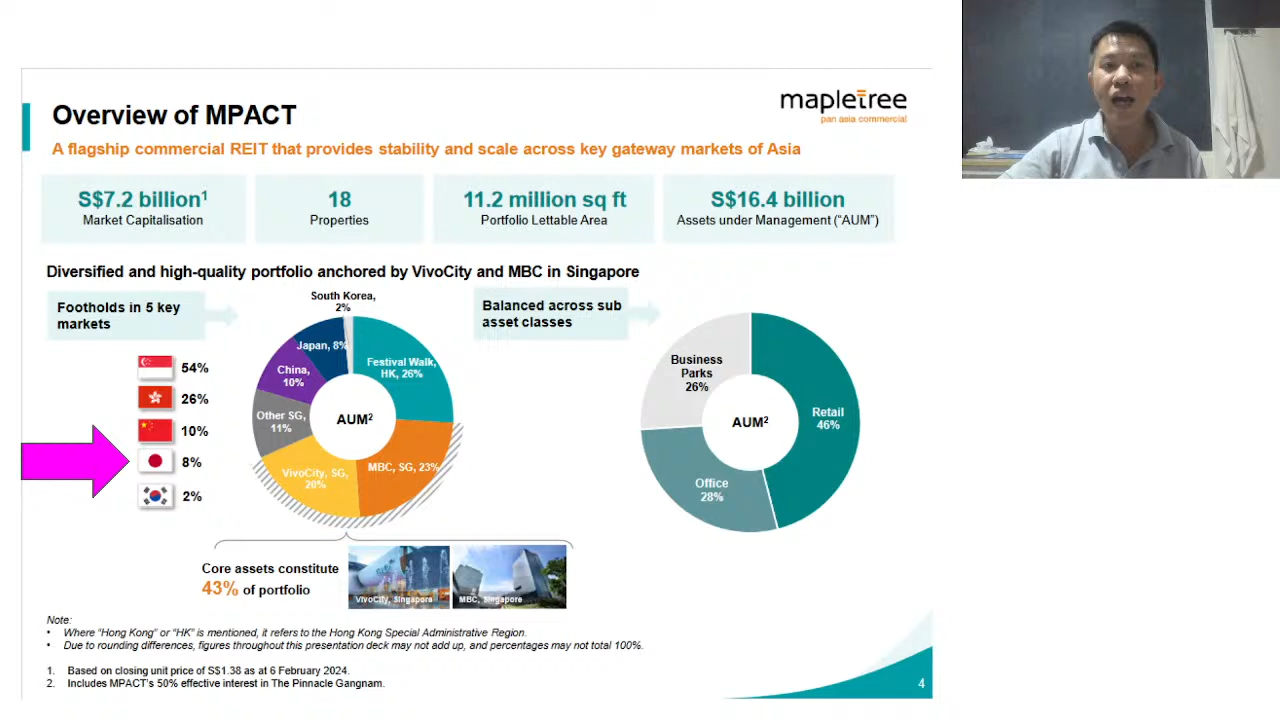 Overview of MPACT
mapletree
pan asia commercial
A flagship commercial REIT that provides stability and scale across key gateway markets of Asia
S$7.2 billion1
Market Capitalisation
18
Properties
11.2 million sq ft
Portfolio Lettable Area
S$16.4 billion
Assets under Management ("AUM")
Diversified and high-quality portfolio anchored by VivoCity and MBC in Singapore
Footholds in 5 key
markets
54%
26%
10%
8%
2%
South Korea,
2%
Japan, 8%
Festival Walk,
HK, 26%
China,
10%
Other SG,
11%
AUM2
VivoCity, SG,
20%
MBC, SG, 23%
Balanced across sub
asset classes
Business
Parks
26%
Retail
46%
AUM2
Office
28%
Core assets constitute
43% of portfolio
VivoCity, Singapore
MBC, Singapore
Note:
• Where "Hong Kong" or "HK" is mentioned, it refers to the Hong Kong Special Administrative Region.
• Due to rounding differences, figures throughout this presentation deck may not add up, and percentages may not total 100%.
1. Based on closing unit price of S$1.38 as at 6 February 2024.
2. Includes MPACT's 50% effective interest in The Pinnacle Gangnam.
4